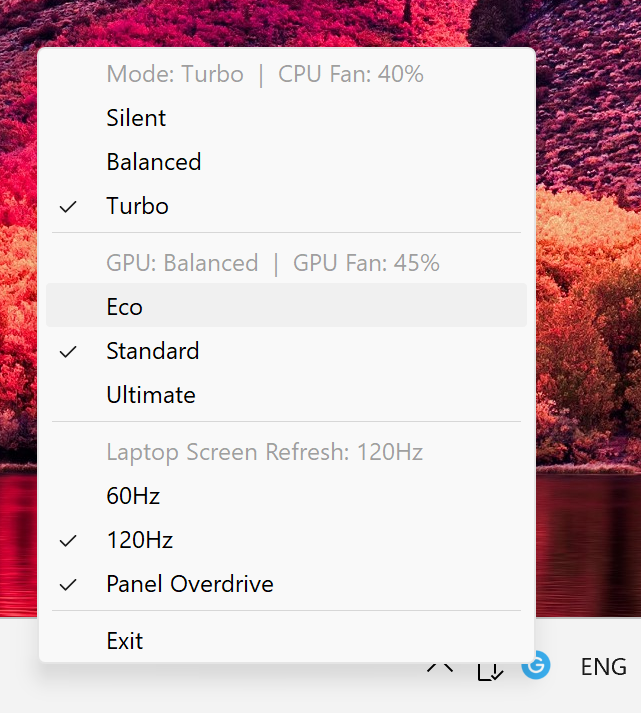 Mode: Turbo | CPU Fan: 40%
Silent
Balanced
Turbo
GPU: Balanced | GPU Fan: 45%
Eco
Standard
Ultimate
Laptop Screen Refresh: 120Hz
60Hz
120Hz
Panel Overdrive
Exit
G ENG